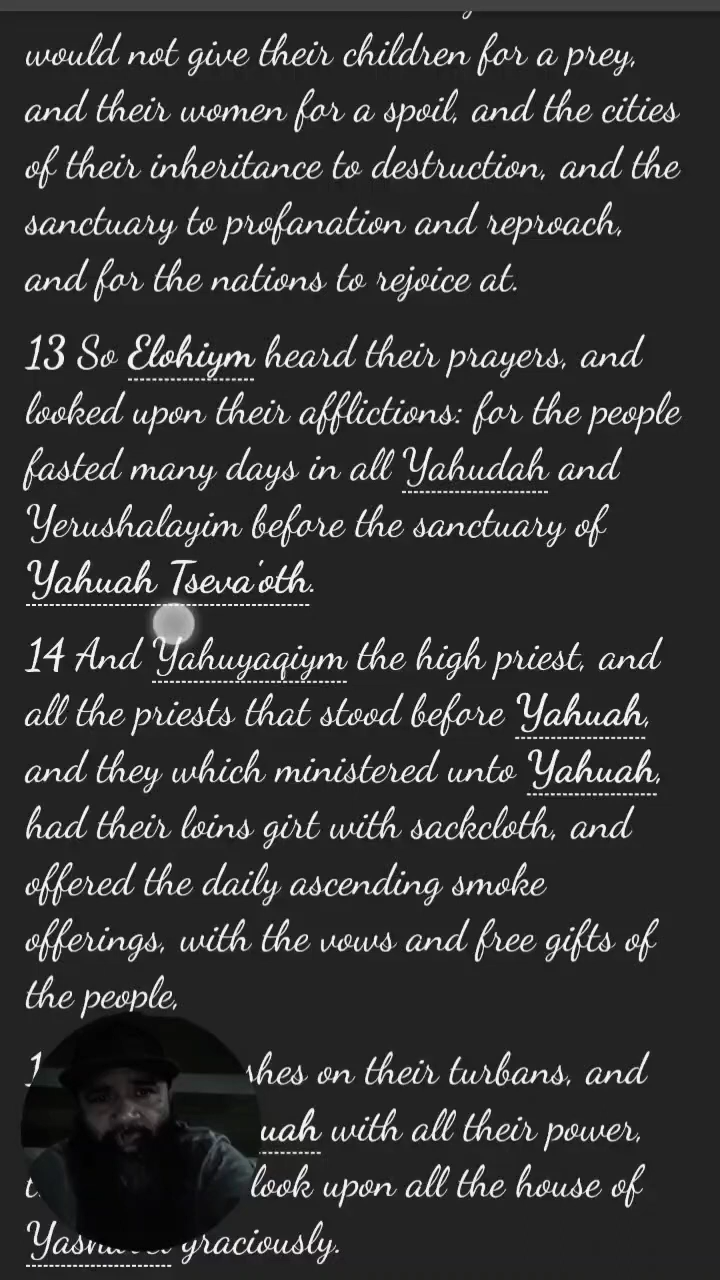 would not give their children for a prey,
and their women for a spoil, and the cities
of their inheritance to destruction, and the
sanctuary to profanation and reproach,
and for the nations to rejoice at.
13 So Elohiym heard their prayers, and
looked upon their afflictions: for the people
fasted many days in all Yahudah and
Yerushalayim before the sanctuary of
Yahuah Tseva'oth.
14 And Yahuyaqiym the high priest, and
all the priests that stood before Yahuah,
and they which ministered unto Yahuah,
had their loins girt with sackcloth, and
offered the daily ascending smoke
offerings, with the vows and free gifts of
the people,
on their turbans, and
with all their power,
look upon all the house of
graciously.